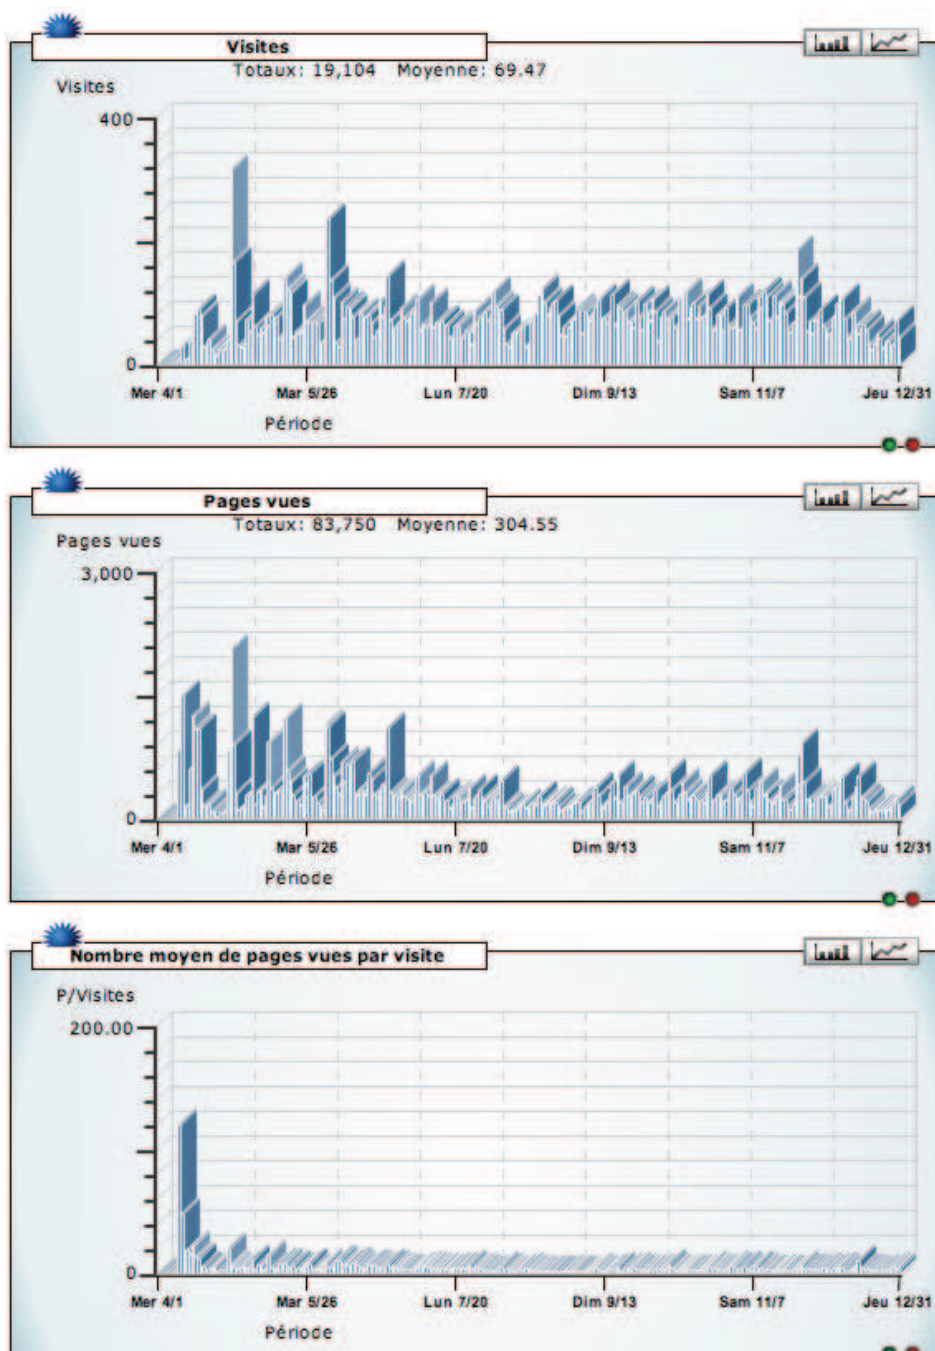 Visites
Totaux: 19,104 Moyenne: 69.47
Visites
400
0
Mer 4/1 Mar 5/26 Lun 7/20 Dim 9/13 Sam 11/7 Jeu 12/31
Période
Pages vues
Totaux: 83,750 Moyenne: 304.55
Pages vues
3,000
0
Mer 4/1 Mar 5/26 Lun 7/20 Dim 9/13 Sam 11/7 Jeu 12/31
Période
Nombre moyen de pages vues par visite
P/Visites
200.00
0
Mer 4/1 Mar 5/26 Lun 7/20 Dim 9/13 Sam 11/7 Jeu 12/31
Période